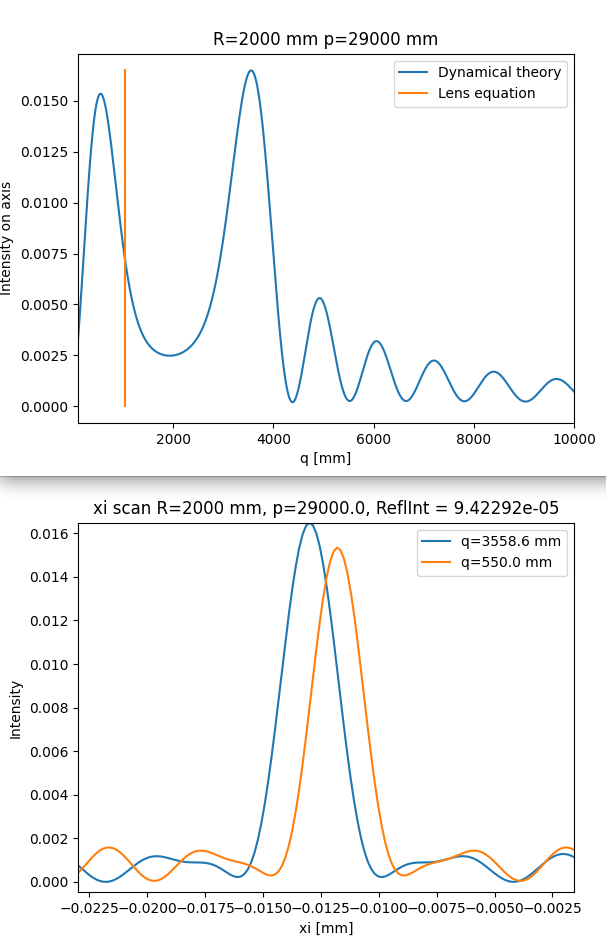 R=2000 mm p=29000 mm
Dynamical theory
Lens equation
0.0150
0.0125
0.0100
0.0075
0.0050
0.0025
0.0000
Intensity on axis
2000 4000 6000 8000 10000
q [mm]
xi scan R=2000 mm, p=29000.0, ReflInt = 9.42292e-05
q=3558.6 mm
q=550.0 mm
0.016
0.014
0.012
0.010
0.008
0.006
0.004
0.002
0.000
Intensity
−0.0225−0.0200−0.0175−0.0150−0.0125−0.0100−0.0075−0.0050−0.0025
xi [mm]